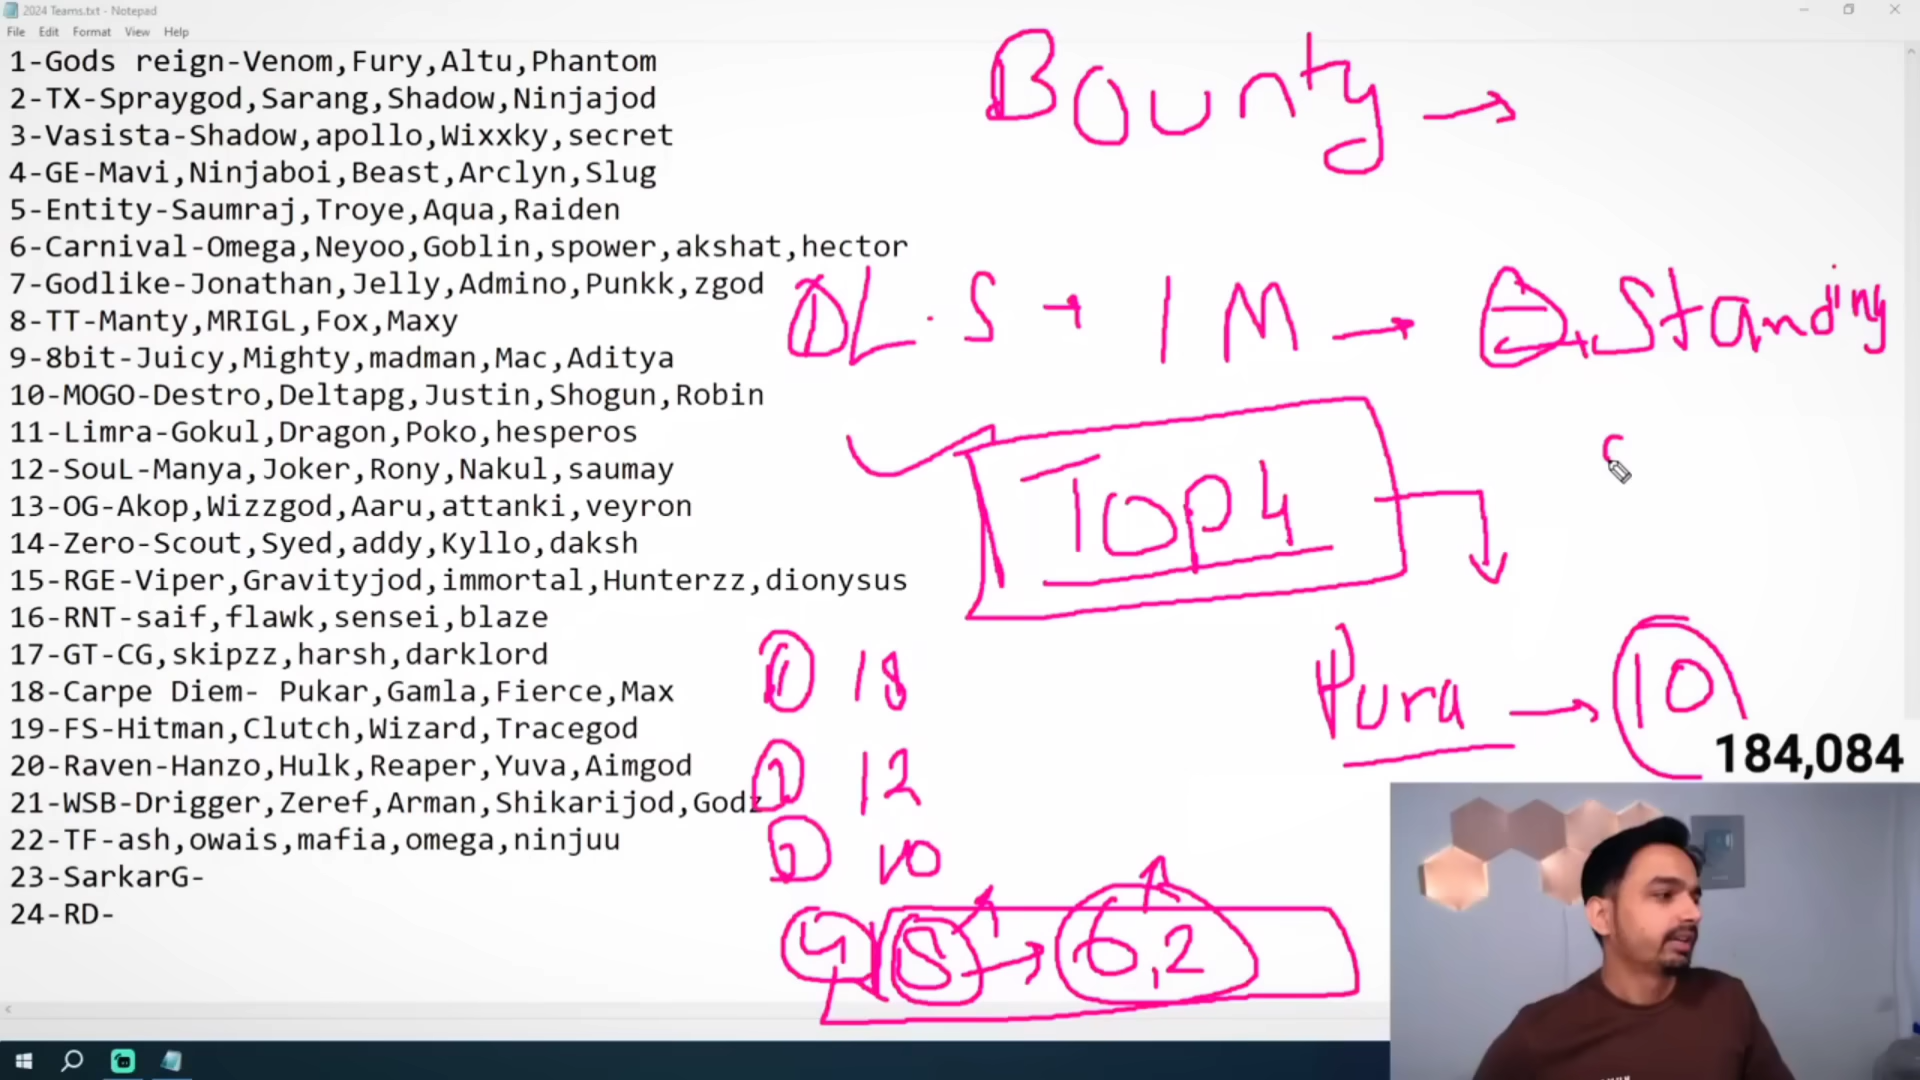 2024 Teams.txt - Notepad
File Edit Format View Help
1-Gods reign-Venom,Fury,Altu,Phantom
2-TX-Spraygod,Sarang,Shadow,Ninjajod
3-Vasista-Shadow,apollo,Wixxky,secret
4-GE-Mavi,Ninjaboi,Beast,Arclyn,Slug
5-Entity-Saumraj,Troye,Aqua,Raiden
6-Carnival-Omega,Neyoo,Goblin,spower,akshat,hector
7-Godlike-Jonathan,Jelly,Admino,Punkk,zgod
8-TT-Manty,MRIGL,Fox,Maxy
9-8bit-Juicy,Mighty,madman,Mac,Aditya
10-MOGO-Destro,Deltapg,Justin,Shogun,Robin
11-Limra-Gokul,Dragon,Poko,hesperos
12-SouL-Manya,Joker,Rony,Nakul,saumay
13-OG-Akop,Wizzgod,Aaru,attanki,veyron
14-Zero-Scout,Syed,addy,Kyllo,daksh
15-RGE-Viper,Gravityjod,immortal,Hunterzz,dionysus
16-RNT-saif,flawk,sensei,blaze
17-GT-CG,skipzz,harsh,darklord
18-Carpe Diem- Pukar,Gamla,Fierce,Max
19-FS-Hitman,Clutch,Wizard,Tracegod
20-Raven-Hanzo,Hulk,Reaper,Yuva,Aimgod
21-WSB-Drigger,Zeref,Arman,Shikarijod,Godz
22-TF-ash,owais,mafia,omega,ninjuu
23-SarkarG-
24-RD-
Bounty →
L.S + 1 M → Standing
Top 4
18
Pura → 10
12
10
4 8 → 6,2
184,084